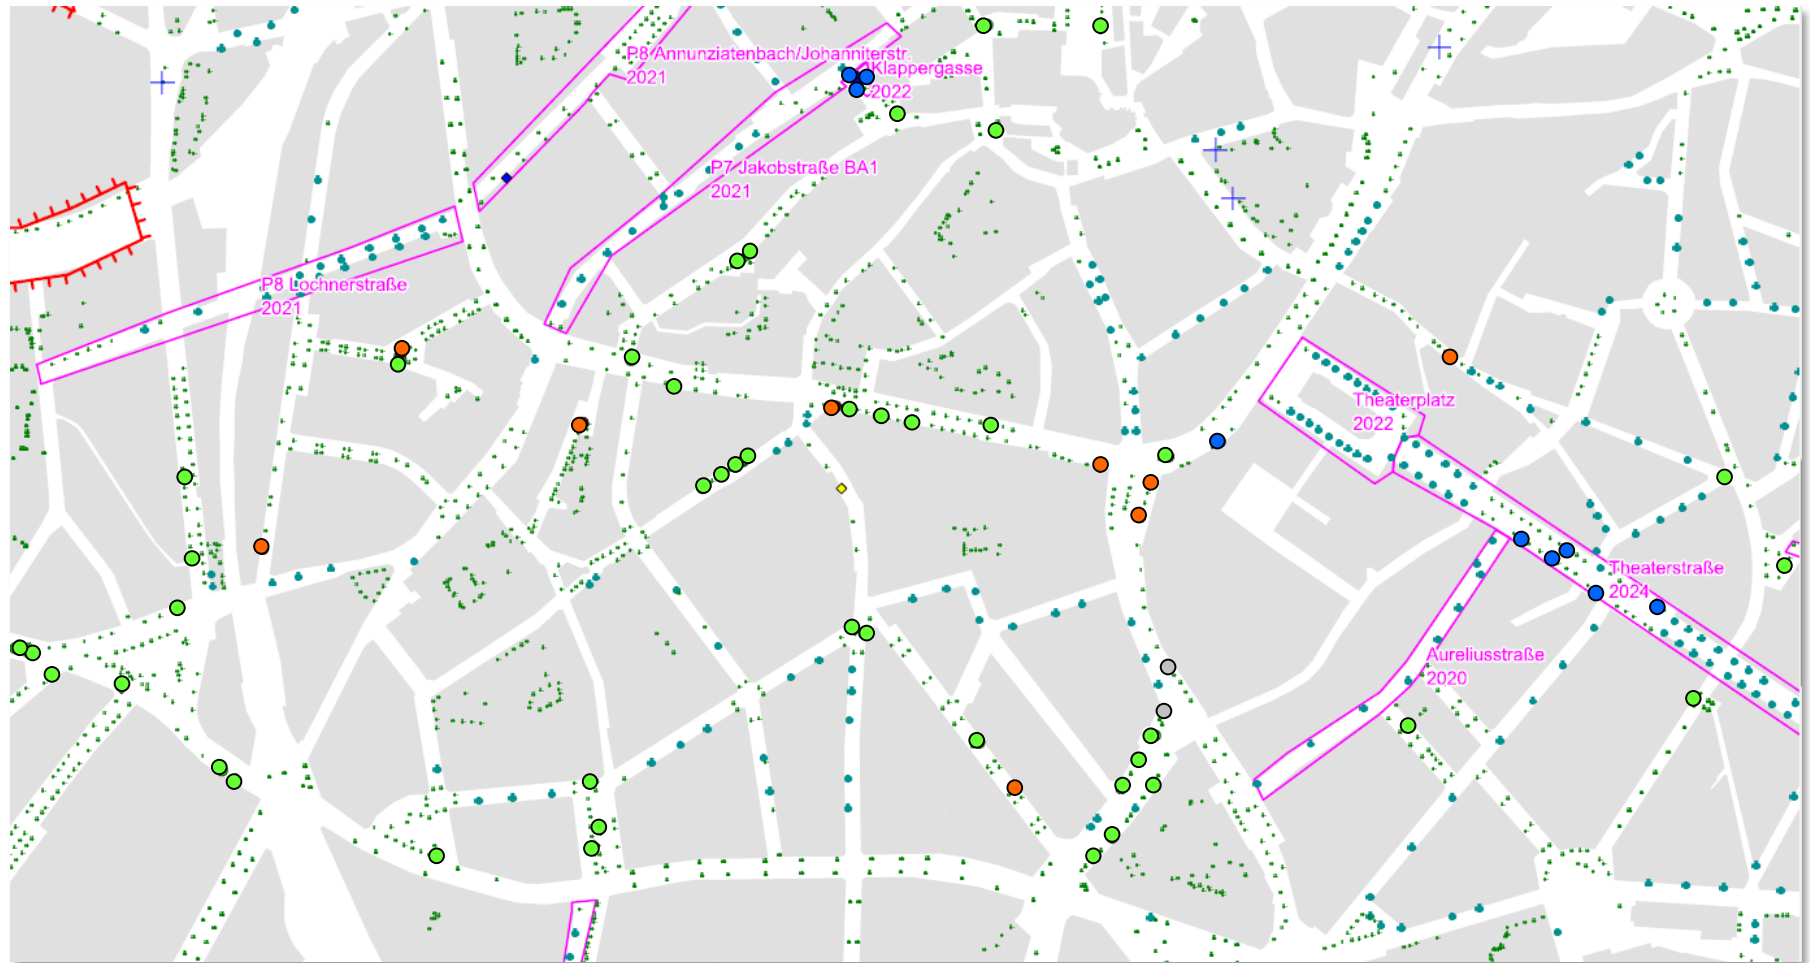 P8 Annunziatenbach/Johanniterstr.
2021
Klappergasse
2022
P7 Jakobstraße BA1
2021
P8 Lochnerstraße
2021
Theaterplatz
2022
Theaterstraße
2024
Aureliusstraße
2020